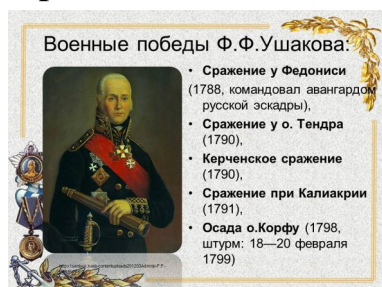 Военные победы Ф.Ф.Ушакова:
• Сражение у Федониси
(1788, командовал авангардом
русской эскадры),
• Сражение у о. Тендра
(1790),
• Керченское сражение
(1790),
• Сражение при Калиакрии
(1791),
• Осада о.Корфу (1798,
штурм: 18—20 февраля
1799)